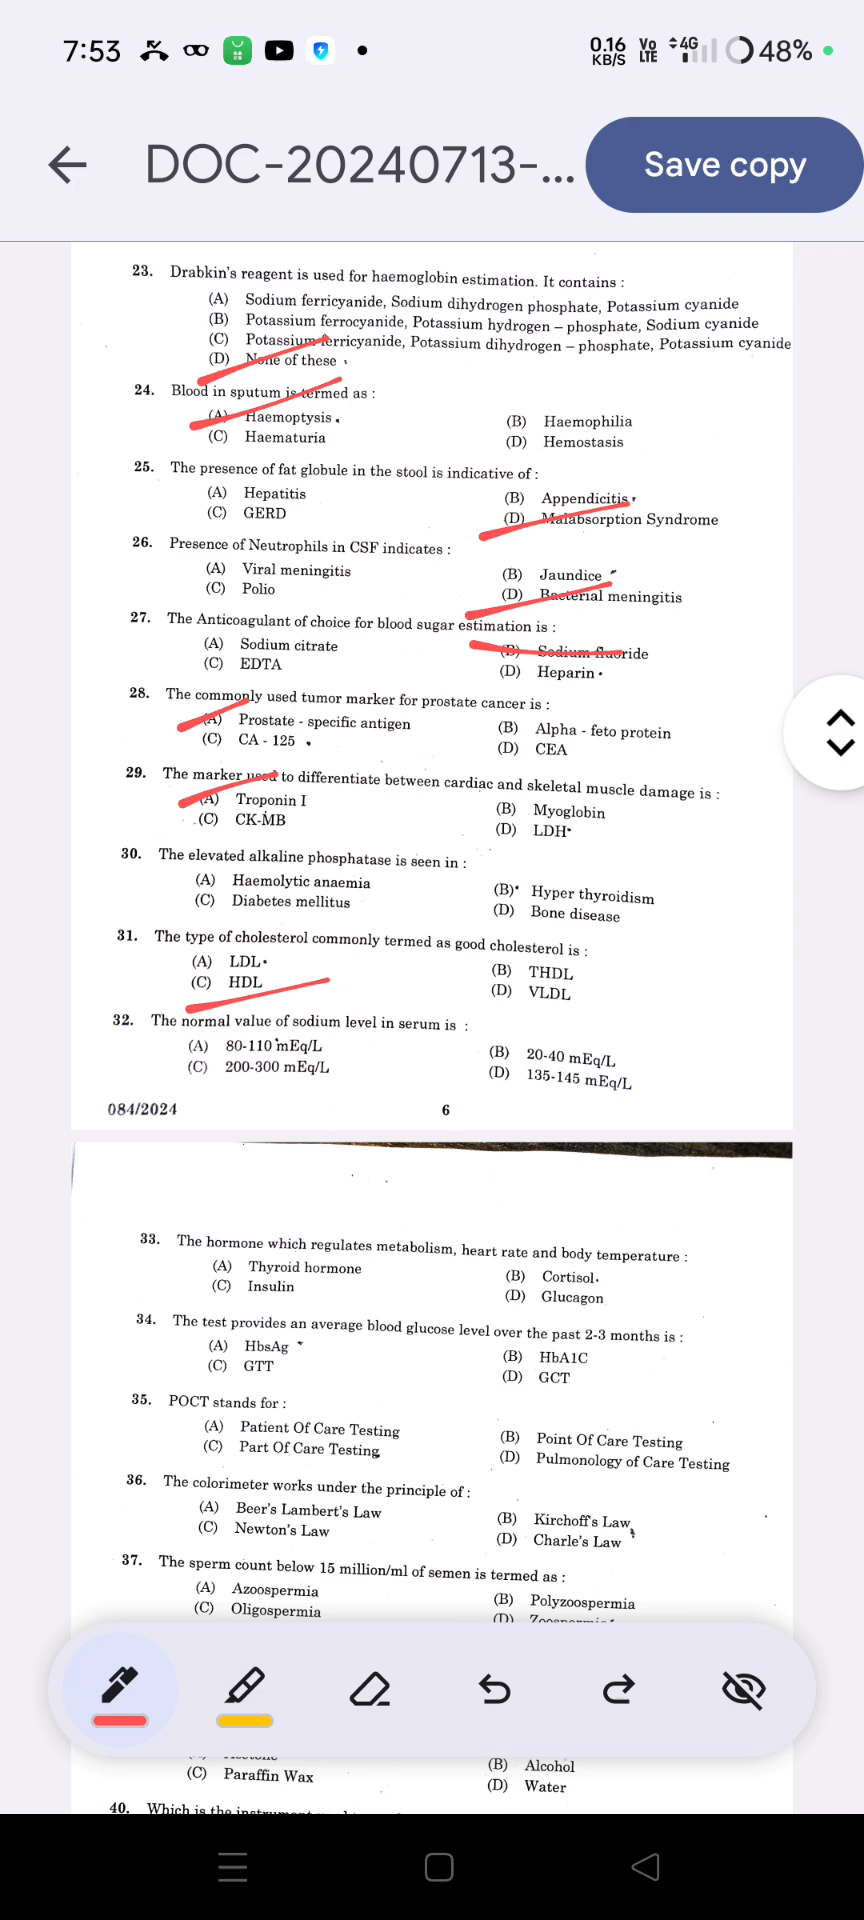 7:53
0.16 KB/S Vo LTE 4G 48%
DOC-20240713-... Save copy
23. Drabkin's reagent is used for haemoglobin estimation. It contains :
(A) Sodium ferricyanide, Sodium dihydrogen phosphate, Potassium cyanide
(B) Potassium ferrocyanide, Potassium hydrogen – phosphate, Sodium cyanide
(C) Potassium ferricyanide, Potassium dihydrogen – phosphate, Potassium cyanide
(D) None of these
24. Blood in sputum is termed as :
(A) Haemoptysis (B) Haemophilia
(C) Haematuria (D) Hemostasis
25. The presence of fat globule in the stool is indicative of :
(A) Hepatitis (B) Appendicitis
(C) GERD (D) Malabsorption Syndrome
26. Presence of Neutrophils in CSF indicates :
(A) Viral meningitis (B) Jaundice
(C) Polio (D) Bacterial meningitis
27. The Anticoagulant of choice for blood sugar estimation is :
(A) Sodium citrate (B) Sodium fluoride
(C) EDTA (D) Heparin
28. The commonly used tumor marker for prostate cancer is :
(A) Prostate - specific antigen (B) Alpha - feto protein
(C) CA - 125 (D) CEA
29. The marker used to differentiate between cardiac and skeletal muscle damage is :
(A) Troponin I (B) Myoglobin
(C) CK-MB (D) LDH
30. The elevated alkaline phosphatase is seen in :
(A) Haemolytic anaemia (B) Hyper thyroidism
(C) Diabetes mellitus (D) Bone disease
31. The type of cholesterol commonly termed as good cholesterol is :
(A) LDL (B) THDL
(C) HDL (D) VLDL
32. The normal value of sodium level in serum is :
(A) 80-110 mEq/L (B) 20-40 mEq/L
(C) 200-300 mEq/L (D) 135-145 mEq/L
084/2024 6
33. The hormone which regulates metabolism, heart rate and body temperature :
(A) Thyroid hormone (B) Cortisol
(C) Insulin (D) Glucagon
34. The test provides an average blood glucose level over the past 2-3 months is :
(A) HbsAg (B) HbA1C
(C) GTT (D) GCT
35. POCT stands for :
(A) Patient Of Care Testing (B) Point Of Care Testing
(C) Part Of Care Testing (D) Pulmonology of Care Testing
36. The colorimeter works under the principle of :
(A) Beer's Lambert's Law (B) Kirchoff's Law
(C) Newton's Law (D) Charle's Law
37. The sperm count below 15 million/ml of semen is termed as :
(A) Azoospermia (B) Polyzoospermia
(C) Oligospermia (D)
(B) Alcohol
(C) Paraffin Wax (D) Water
40. Which is the